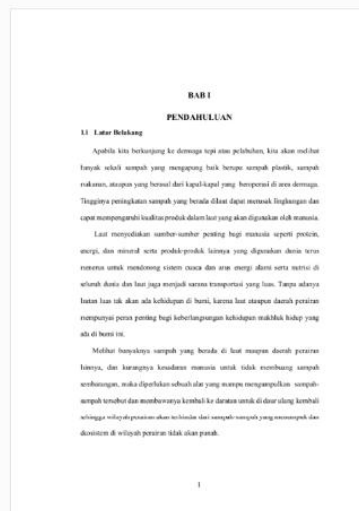 BAB I
PENDAHULUAN
1.1 Latar Belakang
Apabila kita berkunjung ke dermaga tepi atau pelabuhan, kita akan melihat
banyak sekali sampah yang mengapung baik berupa sampah plastik, sampah
makanan, ataupun yang berasal dari kapal-kapal yang beroperasi di area dermaga.
Tingginya peningkatan sampah yang berada dilaut dapat merusak lingkungan dan
dapat mempengaruhi kualitas produk dalam laut yang akan digunakan oleh manusia.
Laut menyediakan sumber-sumber penting bagi manusia seperti protein,
energi, dan mineral serta produk-produk lainnya yang digunakan dunia terus
menerus untuk mendorong sistem cuaca dan arus energi alami serta nutrisi di
seluruh dunia dan laut juga menjadi sarana transportasi yang luas. Tanpa adanya
lautan luas tak akan ada kehidupan di bumi, karena laut ataupun daerah perairan
mempunyai peran penting bagi keberlangsungan kehidupan makhluk hidup yang
ada di bumi ini.
Melihat banyaknya sampah yang berada di laut maupun daerah perairan
lainnya, dan kurangnya kesadaran manusia untuk tidak membuang sampah
sembarangan, maka diperlukan sebuah alat yang mampu mengumpulkan sampah-
sampah tersebut dan membawanya kembali ke daratan untuk di daur ulang kembali
sehingga wilayah perairan akan terhindar dari sampah-sampah yang menumpuk dan
ekosistem di wilayah perairan tidak akan punah.
1